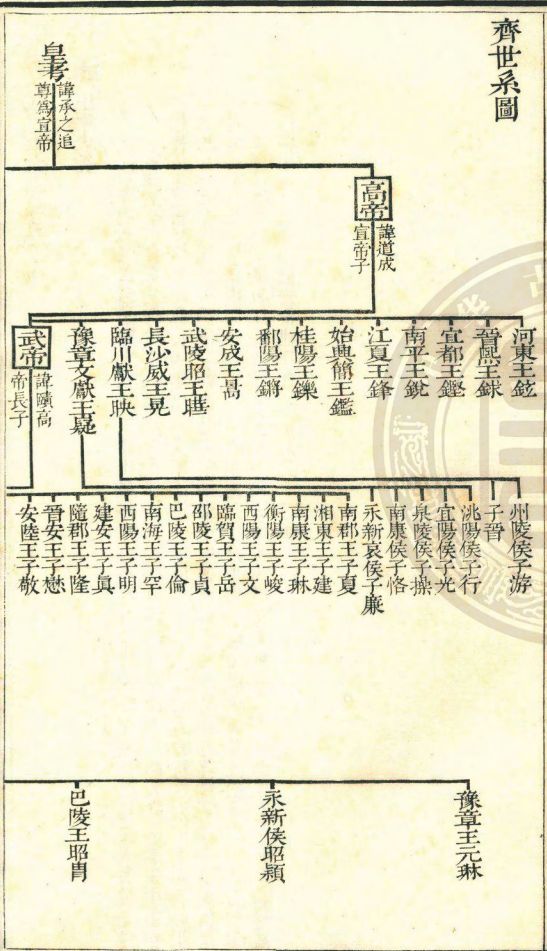 齊世系圖
皇考
諱承之追
尊爲宣帝
高帝
諱道成
宣帝子
河東王鉉
晉熙王銶
宜都王鏗
南平王銳
江夏王鋒
始興簡王鑑
桂陽王鑠
鄱陽王鏘
安成王暠
武陵昭王曅
長沙威王晃
臨川獻王映
豫章文獻王嶷
武帝
諱賾高
帝長子
州陵侯子游
子晉
洮陽侯子行
宜陽侯子光
泉陵侯子操
南康侯子恪
永新哀侯子廉
南郡王子夏
湘東王子建
南康王子琳
衡陽王子峻
西陽王子文
臨賀王子岳
邵陵王子貞
巴陵王子倫
南海王子罕
西陽王子明
建安王子眞
隨郡王子隆
晉安王子懋
安陸王子敬
豫章王元琳
永新侯昭穎
巴陵王昭胄